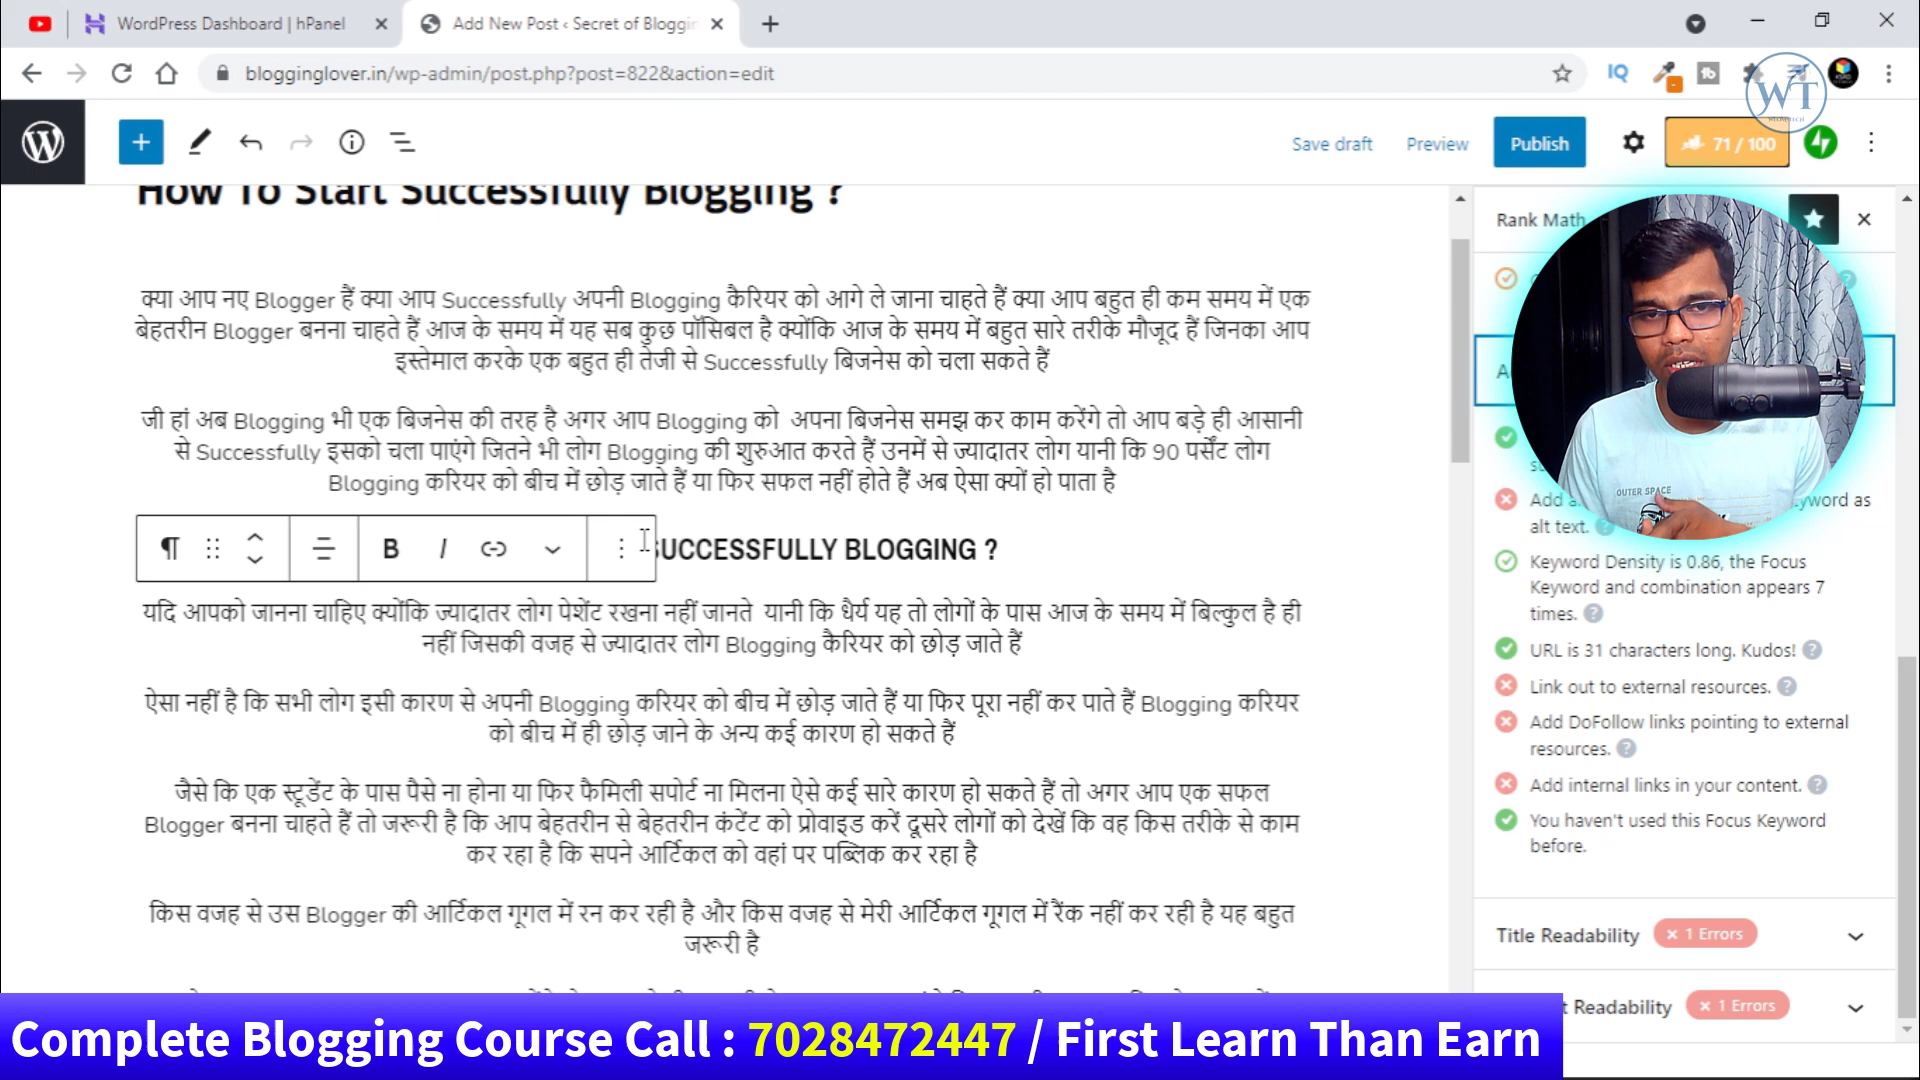 WordPress Dashboard | hPanel
Add New Post ‹ Secret of Bloggin
blogginglover.in/wp-admin/post.php?post=822&action=edit
IQ
WT
Save draft
Preview
Publish
71 / 100
How To Start Successfully Blogging ?
Rank Math
क्या आप नए Blogger हैं क्या आप Successfully अपनी Blogging कैरियर को आगे ले जाना चाहते हैं क्या आप बहुत ही कम समय में एक
बेहतरीन Blogger बनना चाहते हैं आज के समय में यह सब कुछ पॉसिबल है क्योंकि आज के समय में बहुत सारे तरीके मौजूद हैं जिनका आप
इस्तेमाल करके एक बहुत ही तेजी से Successfully बिजनेस को चला सकते हैं
जी हां अब Blogging भी एक बिजनेस की तरह है अगर आप Blogging को अपना बिजनेस समझ कर काम करेंगे तो आप बड़े ही आसानी
से Successfully इसको चला पाएंगे जितने भी लोग Blogging की शुरुआत करते हैं उनमें से ज्यादातर लोग यानी कि 90 पर्सेंट लोग
Blogging करियर को बीच में छोड़ जाते हैं या फिर सफल नहीं होते हैं अब ऐसा क्यों हो पाता है
B I
SUCCESSFULLY BLOGGING ?
यदि आपको जानना चाहिए क्योंकि ज्यादातर लोग पेशेंट रखना नहीं जानते यानी कि धैर्य यह तो लोगों के पास आज के समय में बिल्कुल है ही
नहीं जिसकी वजह से ज्यादातर लोग Blogging कैरियर को छोड़ जाते हैं
ऐसा नहीं है कि सभी लोग इसी कारण से अपनी Blogging करियर को बीच में छोड़ जाते हैं या फिर पूरा नहीं कर पाते हैं Blogging करियर
को बीच में ही छोड़ जाने के अन्य कई कारण हो सकते हैं
जैसे कि एक स्टूडेंट के पास पैसे ना होना या फिर फैमिली सपोर्ट ना मिलना ऐसे कई सारे कारण हो सकते हैं तो अगर आप एक सफल
Blogger बनना चाहते हैं तो जरूरी है कि आप बेहतरीन से बेहतरीन कंटेंट को प्रोवाइड करें दूसरे लोगों को देखें कि वह किस तरीके से काम
कर रहा है कि सपने आर्टिकल को वहां पर पब्लिक कर रहा है
किस वजह से उस Blogger की आर्टिकल गूगल में रन कर रही है और किस वजह से मेरी आर्टिकल गूगल में रैंक नहीं कर रही है यह बहुत
जरूरी है
OUTER SPACE
Add a
yword as
alt text.
Keyword Density is 0.86, the Focus
Keyword and combination appears 7
times.
URL is 31 characters long. Kudos!
Link out to external resources.
Add DoFollow links pointing to external
resources.
Add internal links in your content.
You haven't used this Focus Keyword
before.
Title Readability × 1 Errors
t Readability × 1 Errors
Complete Blogging Course Call : 7028472447 / First Learn Than Earn